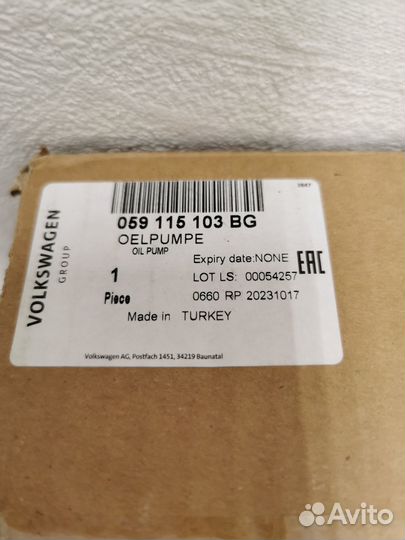 2847
VOLKSWAGEN
GROUP
059 115 103 BG
OELPUMPE
OIL PUMP
Expiry date:NONE
1
LOT LS: 00054257
EAC
Piece
0660 RP 20231017
Made in TURKEY
Volkswagen AG, Postfach 1451, 34219 Baunatal
Avito